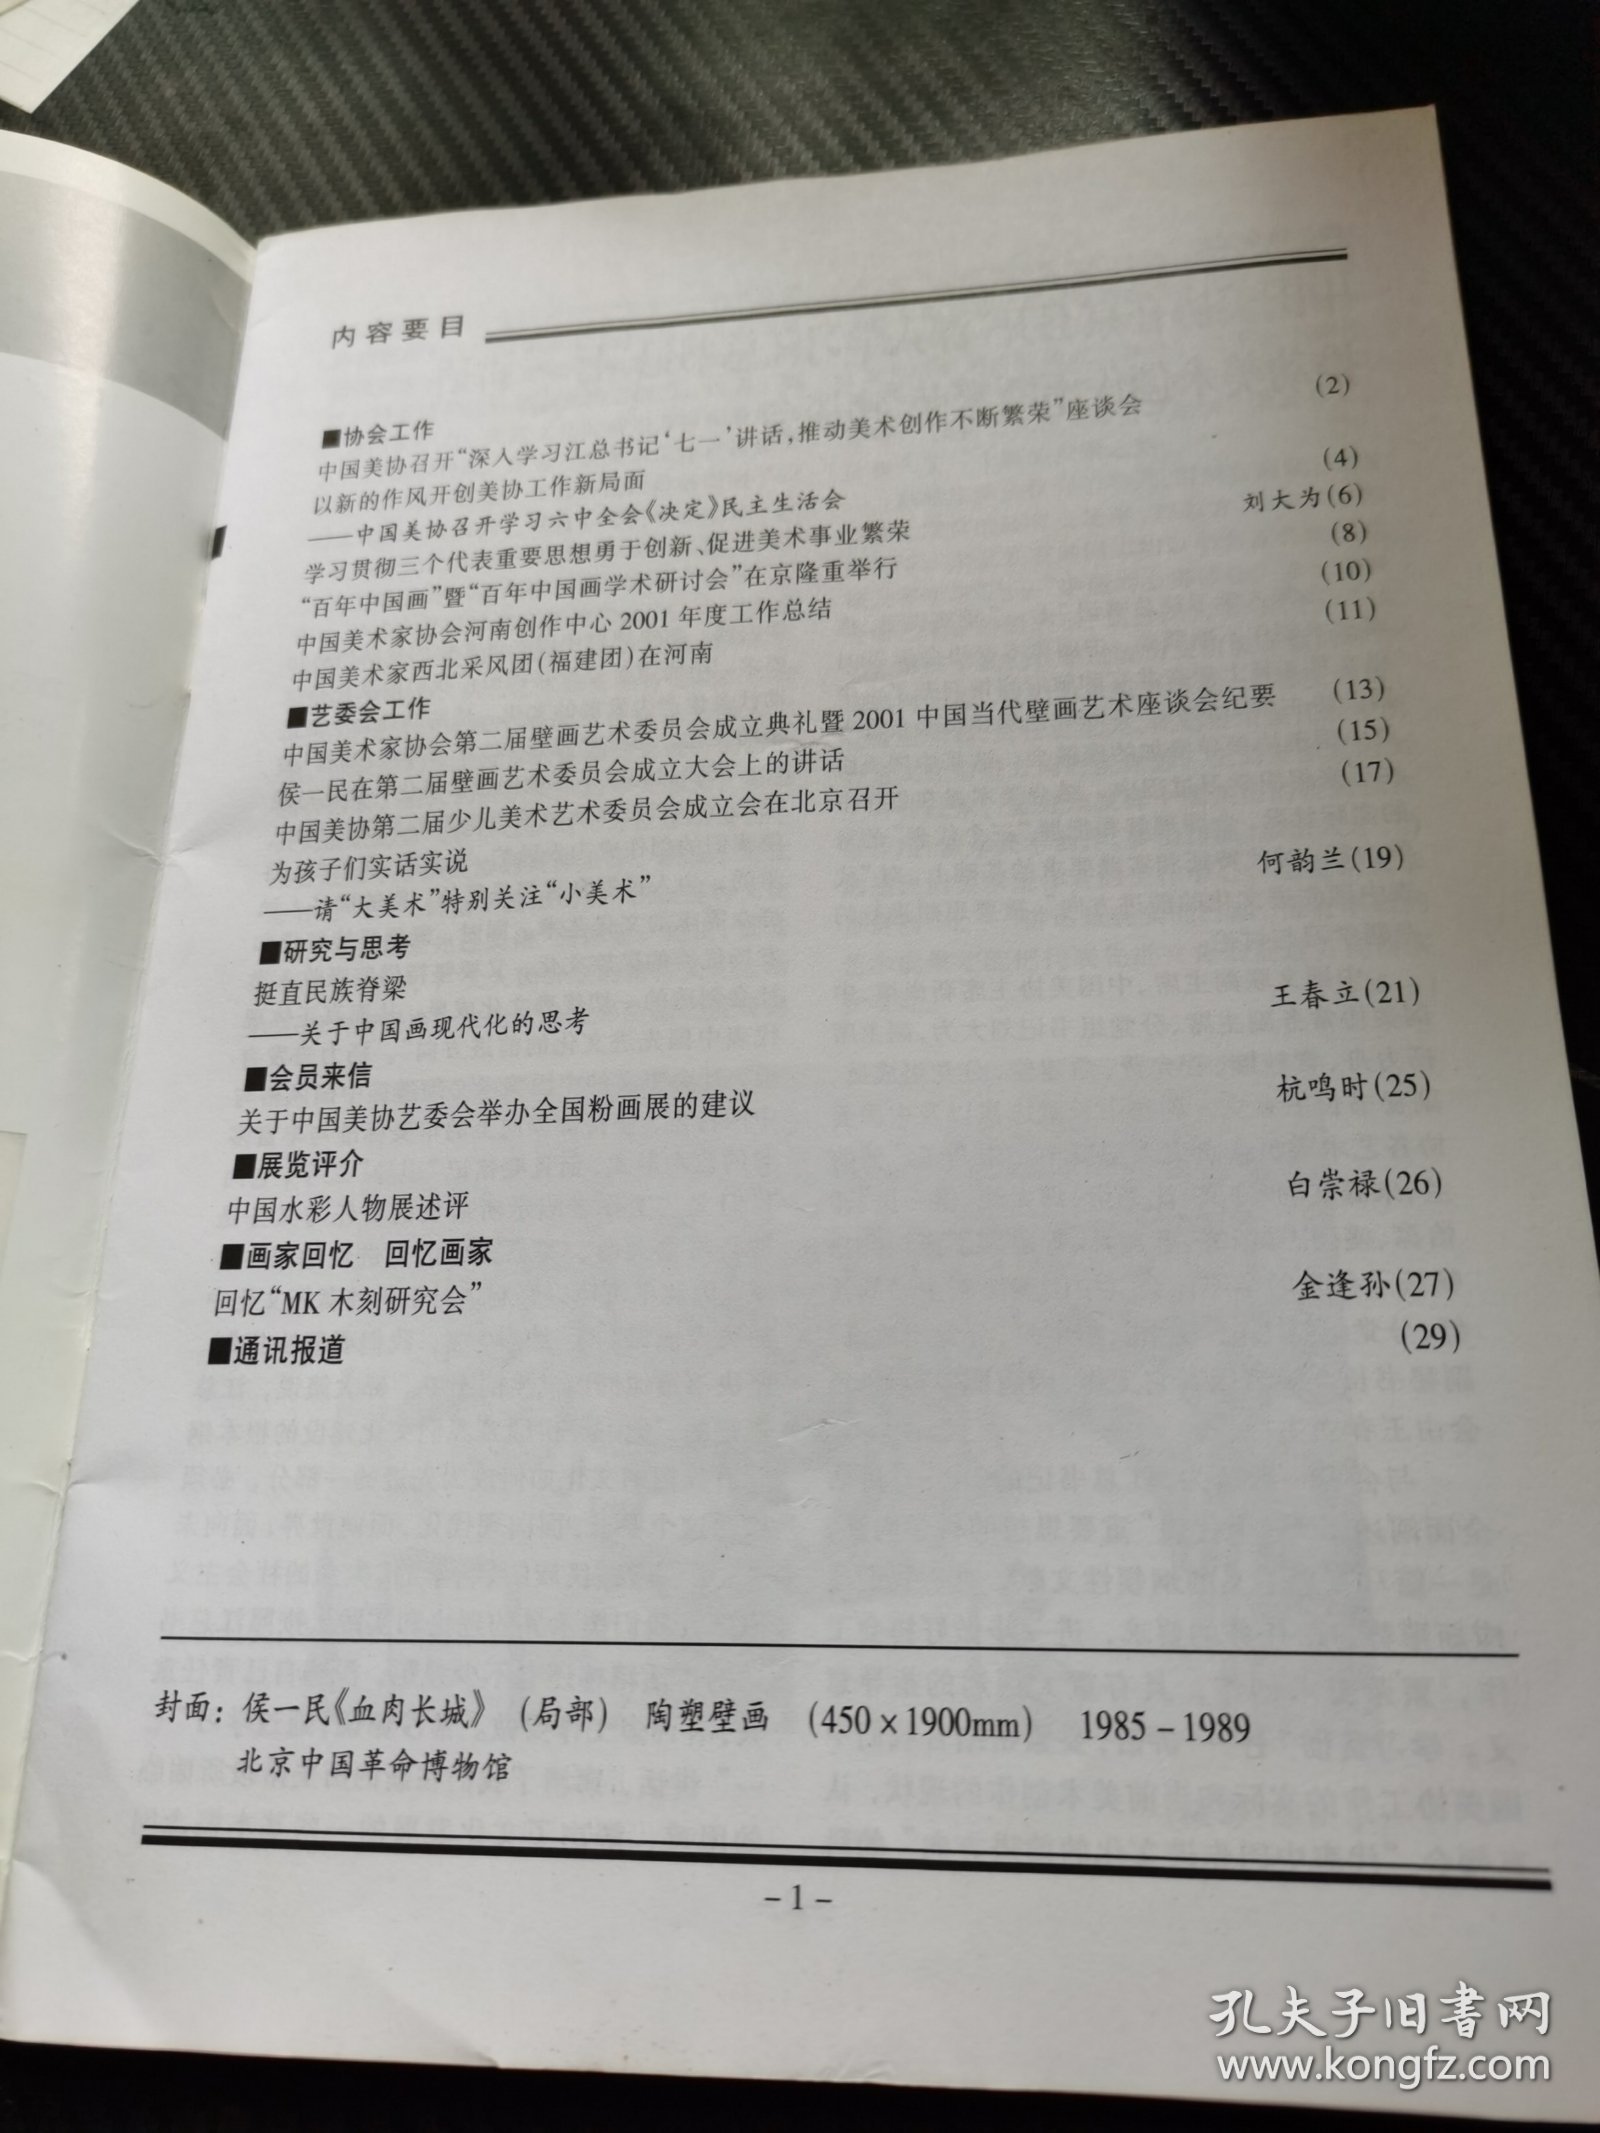 内容要目
■协会工作
中国美协召开“深入学习江总书记‘七一’讲话,推动美术创作不断繁荣”座谈会 (2)
以新的作风开创美协工作新局面
——中国美协召开学习六中全会《决定》民主生活会 (4)
学习贯彻三个代表重要思想勇于创新、促进美术事业繁荣 刘大为(6)
“百年中国画”暨“百年中国画学术研讨会”在京隆重举行 (8)
中国美术家协会河南创作中心 2001 年度工作总结 (10)
中国美术家西北采风团(福建团)在河南 (11)
■艺委会工作
中国美术家协会第二届壁画艺术委员会成立典礼暨 2001 中国当代壁画艺术座谈会纪要 (13)
侯一民在第二届壁画艺术委员会成立大会上的讲话 (15)
中国美协第二届少儿美术艺术委员会成立会在北京召开 (17)
为孩子们实话实说
——请“大美术”特别关注“小美术” 何韵兰(19)
■研究与思考
挺直民族脊梁
——关于中国画现代化的思考 王春立(21)
■会员来信
关于中国美协艺委会举办全国粉画展的建议 杭鸣时(25)
■展览评介
中国水彩人物展述评 白崇禄(26)
■画家回忆 回忆画家
回忆“MK 木刻研究会” 金逢孙(27)
■通讯报道 (29)
封面: 侯一民《血肉长城》 (局部) 陶塑壁画 (450×1900mm) 1985－1989
北京中国革命博物馆
－1－
孔夫子旧书网
www.kongfz.com